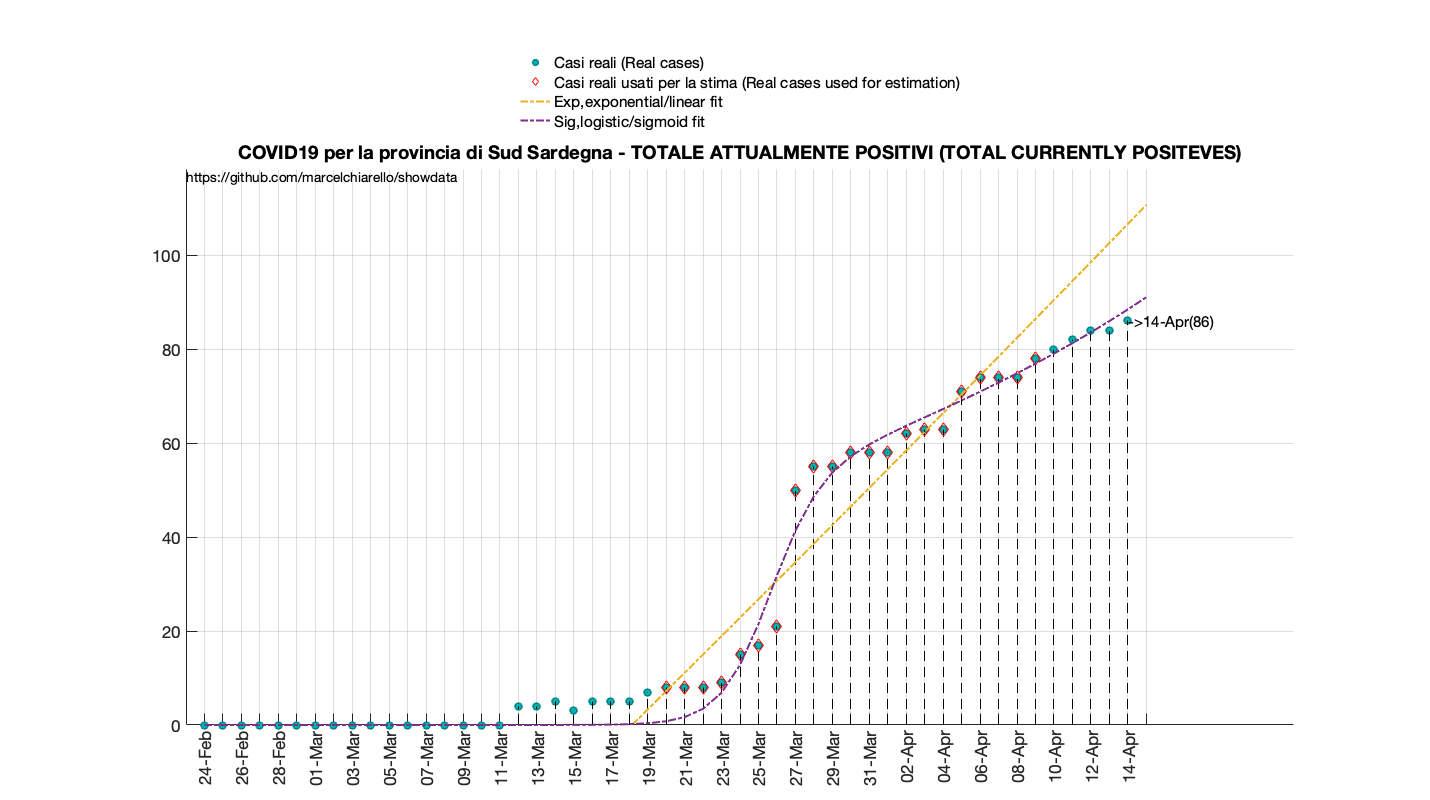 Casi reali (Real cases)
Casi reali usati per la stima (Real cases used for estimation)
Exp,exponential/linear fit
Sig,logistic/sigmoid fit
COVID19 per la provincia di Sud Sardegna - TOTALE ATTUALMENTE POSITIVI (TOTAL CURRENTLY POSITEVES)
https://github.com/marcelchiarello/showdata
100
80
->14-Apr(86)
60
40
20
0
24-Feb
26-Feb
28-Feb
01-Mar
03-Mar
05-Mar
07-Mar
09-Mar
11-Mar
13-Mar
15-Mar
17-Mar
19-Mar
21-Mar
23-Mar
25-Mar
27-Mar
29-Mar
31-Mar
02-Apr
04-Apr
06-Apr
08-Apr
10-Apr
12-Apr
14-Apr